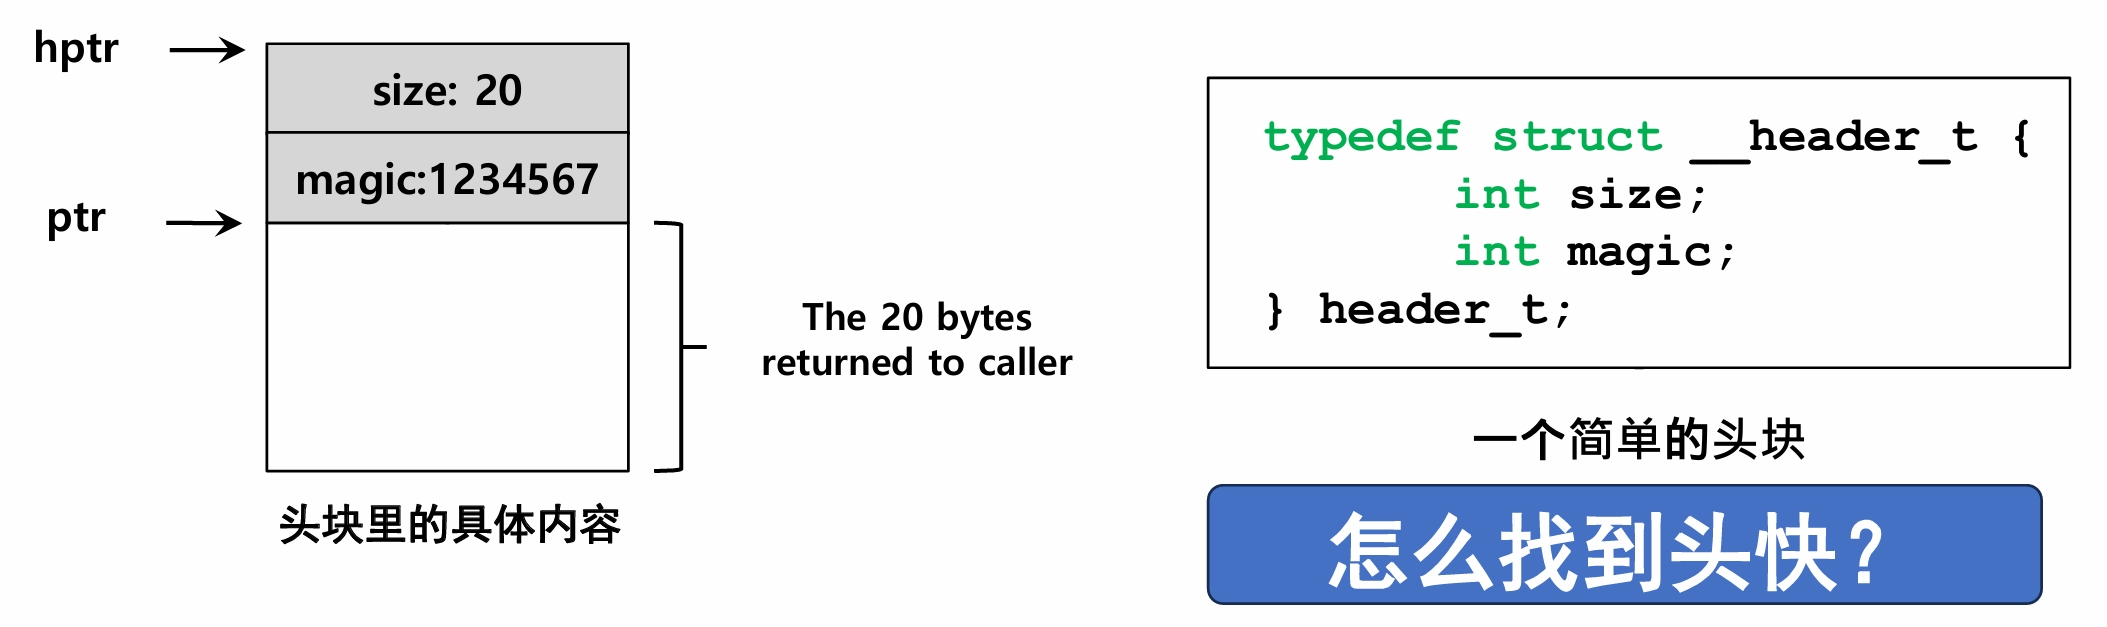 hptr
size: 20
magic:1234567
ptr
The 20 bytes
returned to caller
头块里的具体内容
typedef struct __header_t {
int size;
int magic;
} header_t;
一个简单的头块
怎么找到头快？